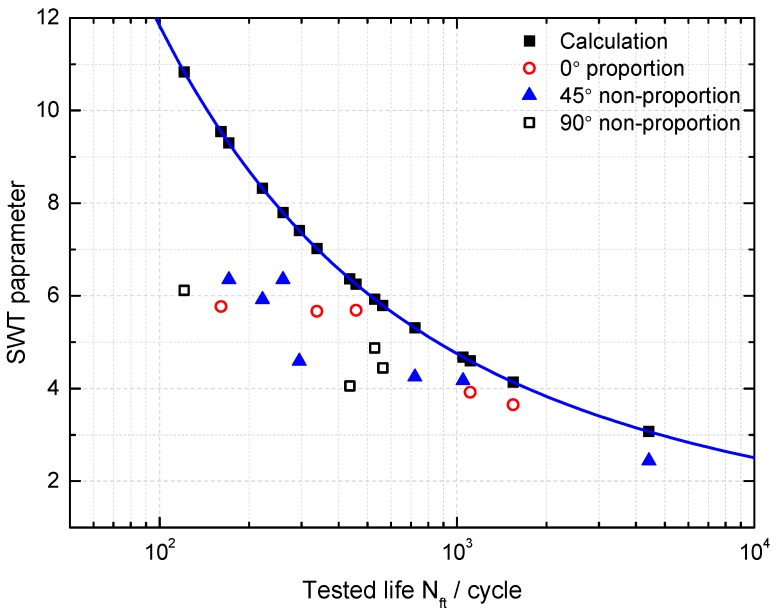 12
10
8
6
4
2
SWT paprameter
Calculation
0° proportion
45° non-proportion
90° non-proportion
10² 10³ 10⁴
Tested life N_ft / cycle